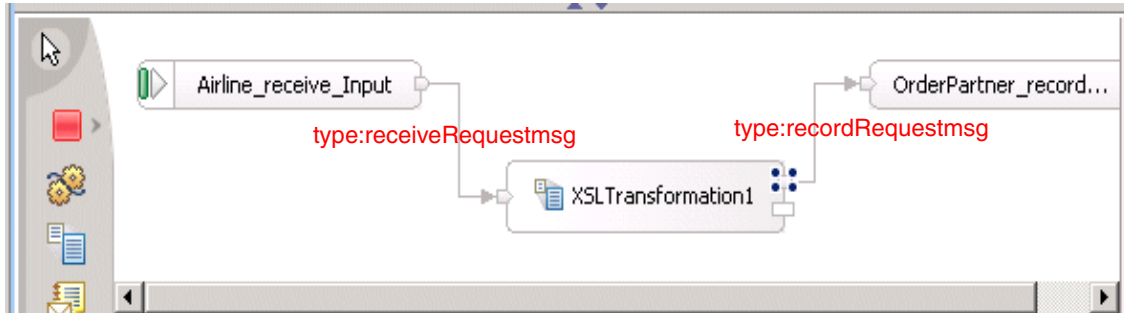 Airline_receive_Input
OrderPartner_record...
type:receiveRequestmsg
type:recordRequestmsg
XSLTransformation1